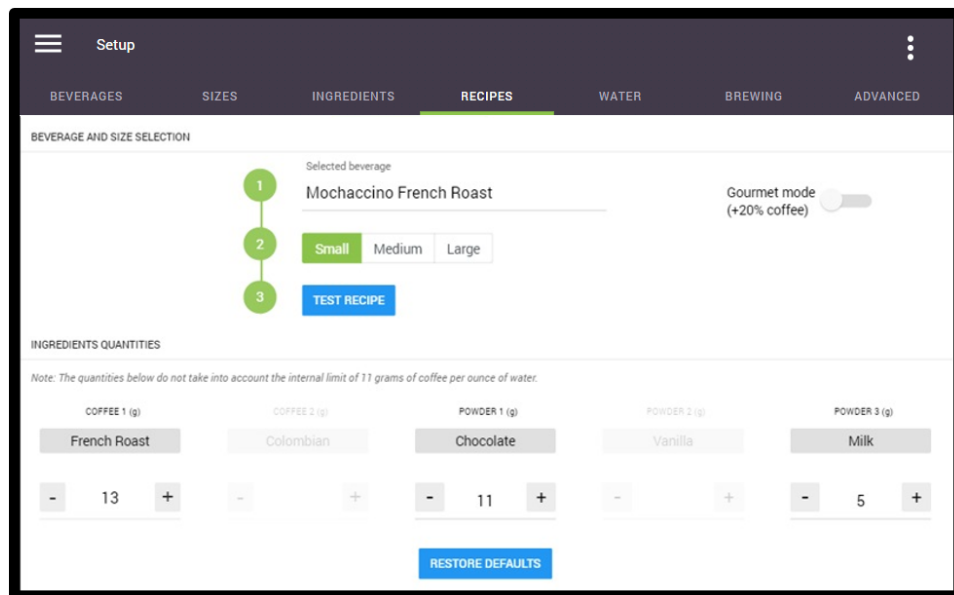 Setup
BEVERAGES SIZES INGREDIENTS RECIPES WATER BREWING ADVANCED
BEVERAGE AND SIZE SELECTION
Selected beverage
1 Mochaccino French Roast
Gourmet mode
(+20% coffee)
2 Small Medium Large
3 TEST RECIPE
INGREDIENTS QUANTITIES
Note: The quantities below do not take into account the internal limit of 11 grams of coffee per ounce of water.
COFFEE 1 (g) COFFEE 2 (g) POWDER 1 (g) POWDER 2 (g) POWDER 3 (g)
French Roast Colombian Chocolate Vanilla Milk
- 13 + - + - 11 + - + - 5 +
RESTORE DEFAULTS